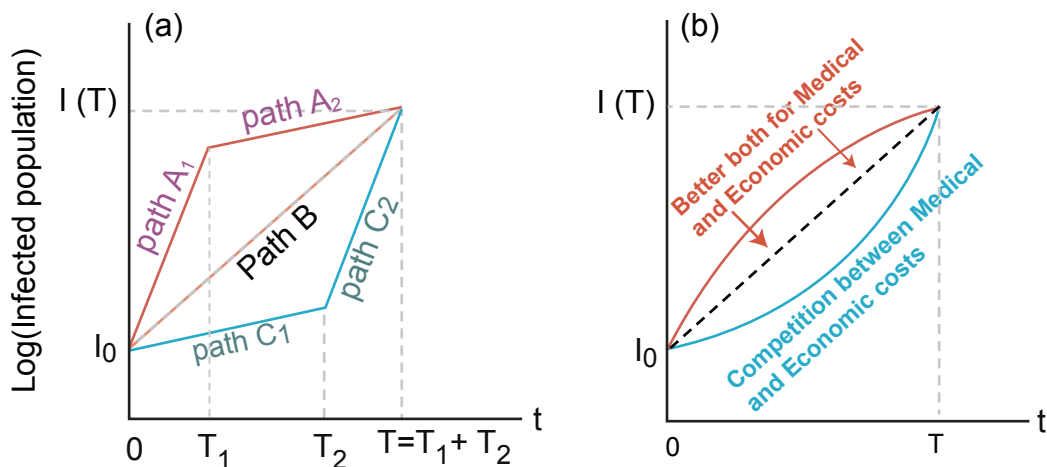 (a)
Log(Infected population)
I (T)
I₀
path A₁
path A₂
Path B
path C₁
path C₂
0
T₁
T₂
T=T₁+ T₂
t
(b)
I (T)
I₀
Better both for Medical
and Economic costs
Competition between Medical
and Economic costs
0
T
t